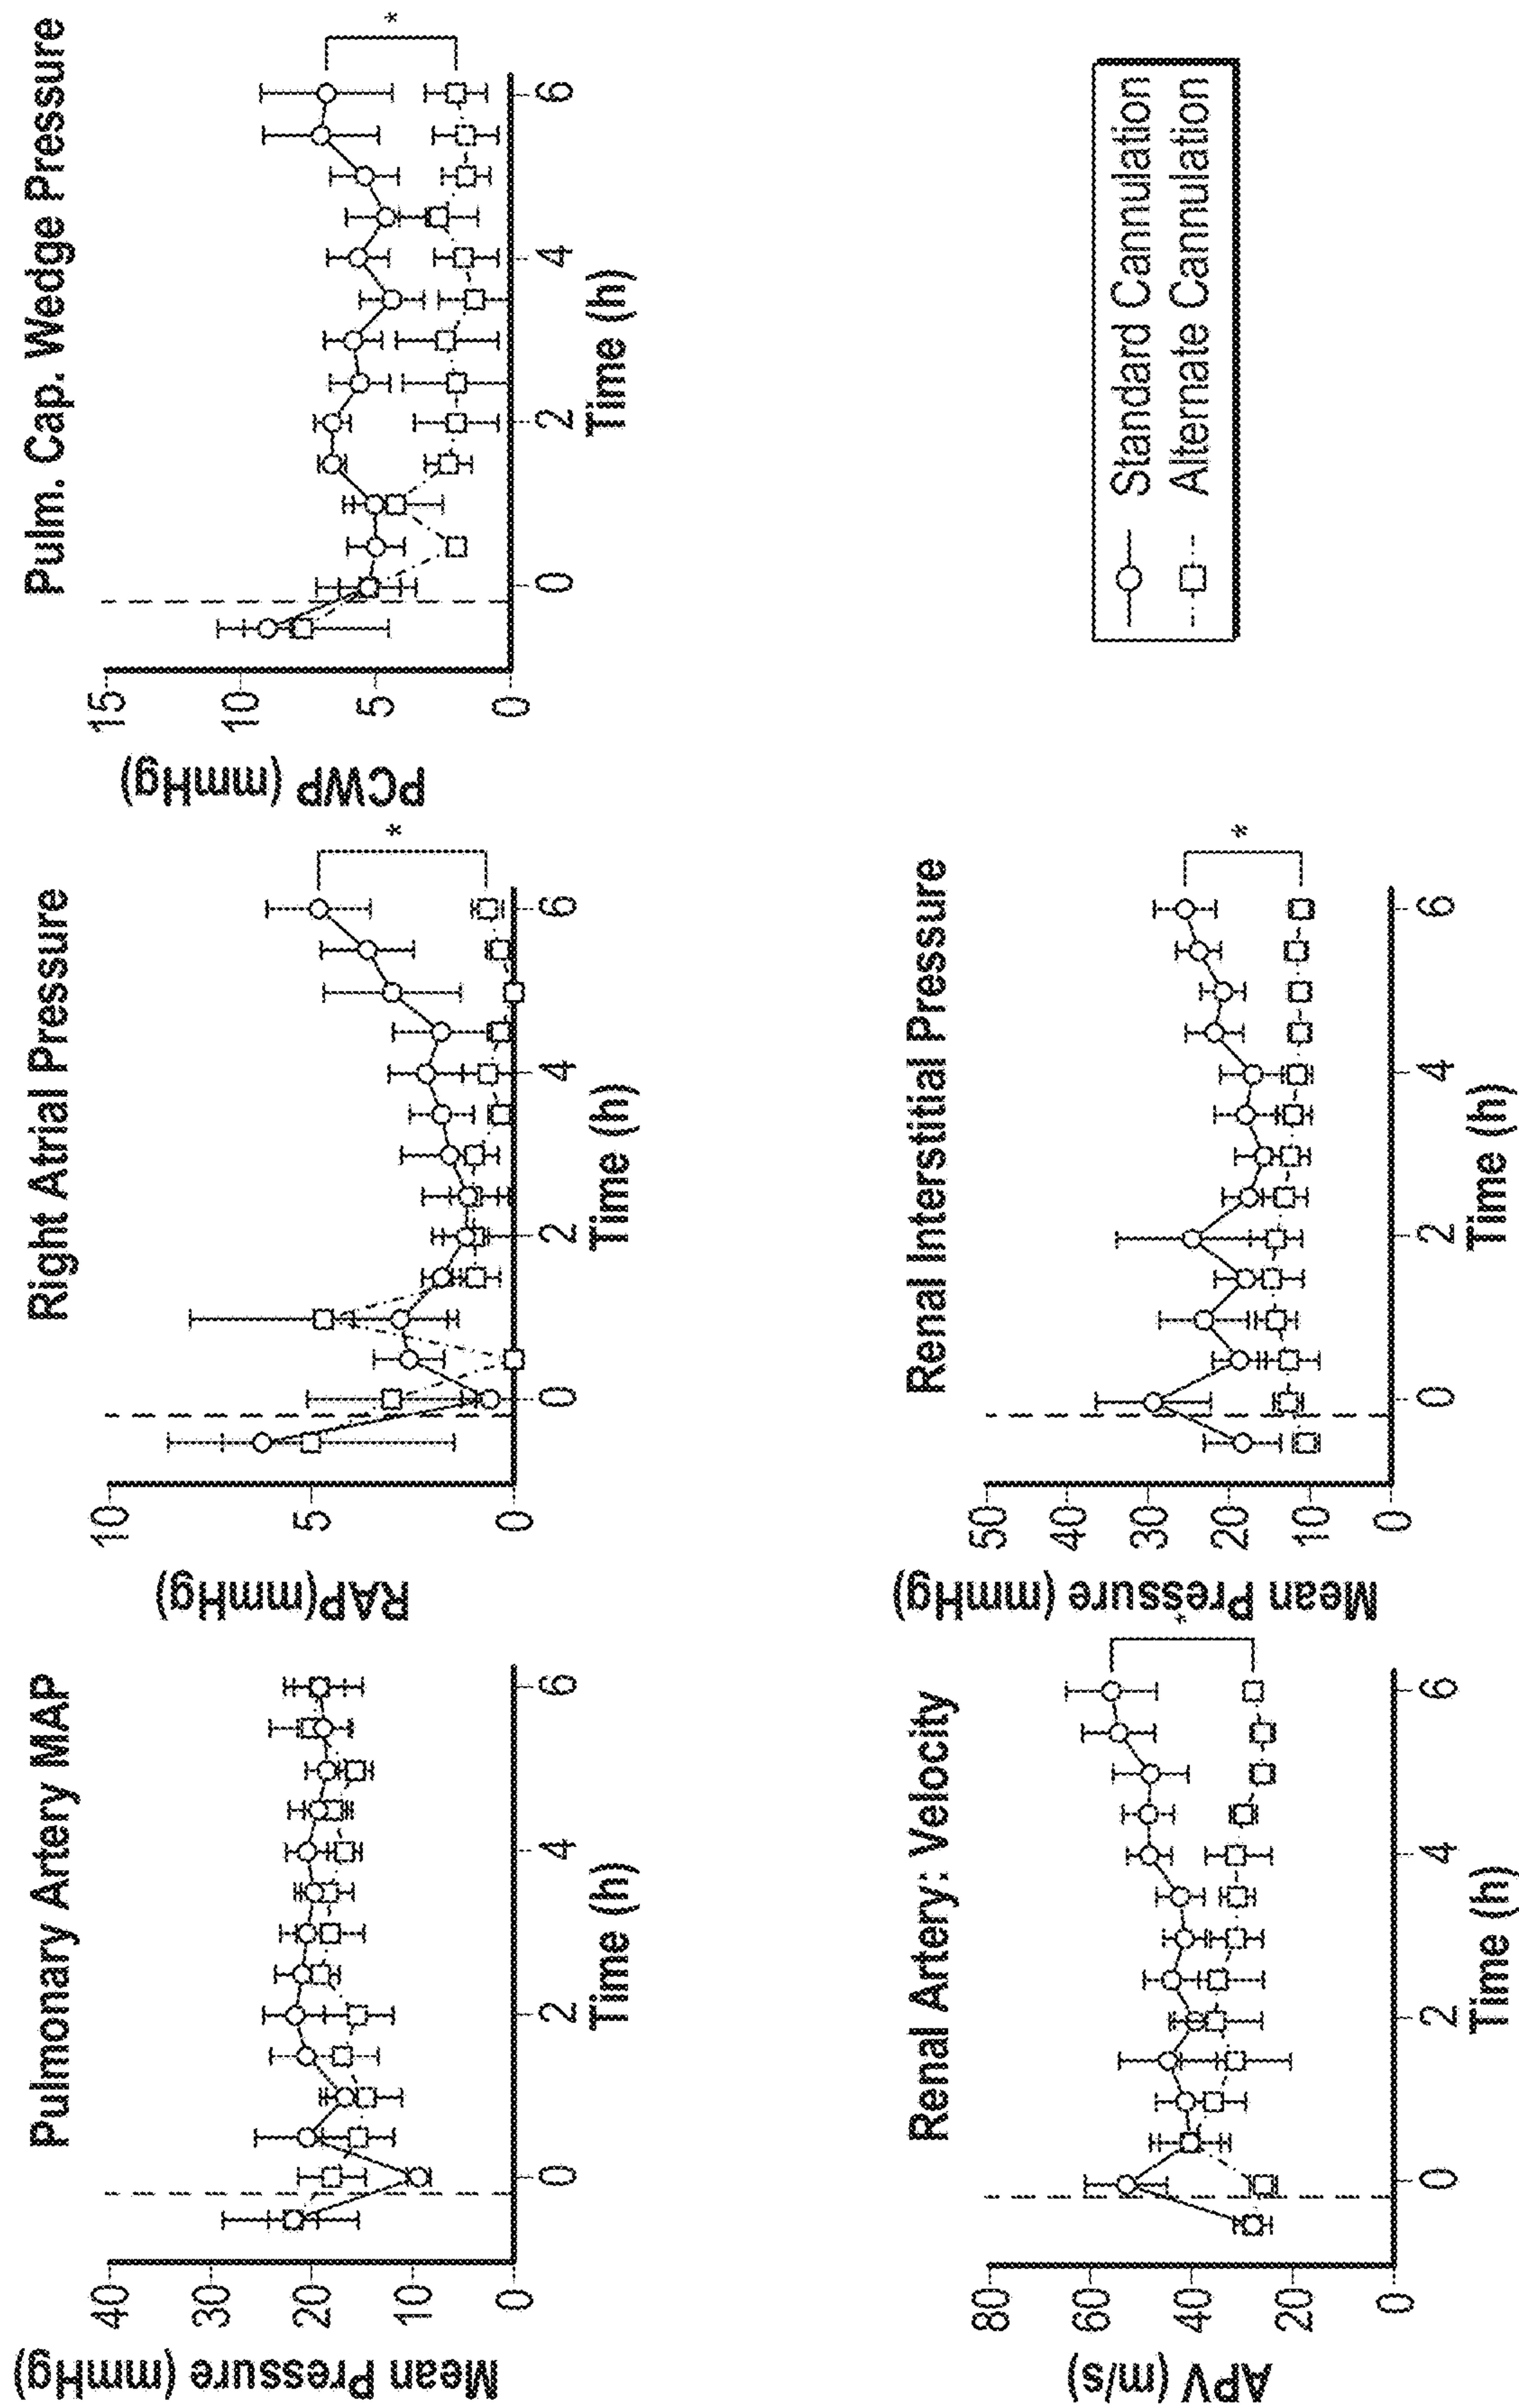 Pulmonary Artery MAP
Mean Pressure (mmHg)
40
30
20
10
0
0 2 4 6
Time (h)
Right Atrial Pressure
RAP(mmHg)
10
5
0
0 2 4 6
Time (h)
*
Pulm. Cap. Wedge Pressure
PCWP (mmHg)
15
10
5
0
0 2 4 6
Time (h)
*
Renal Artery: Velocity
APV (m/s)
80
60
40
20
0
0 2 4 6
Time (h)
*
Renal Interstitial Pressure
Mean Pressure (mmHg)
50
40
30
20
10
0
0 2 4 6
Time (h)
*
Standard Cannulation
Alternate Cannulation